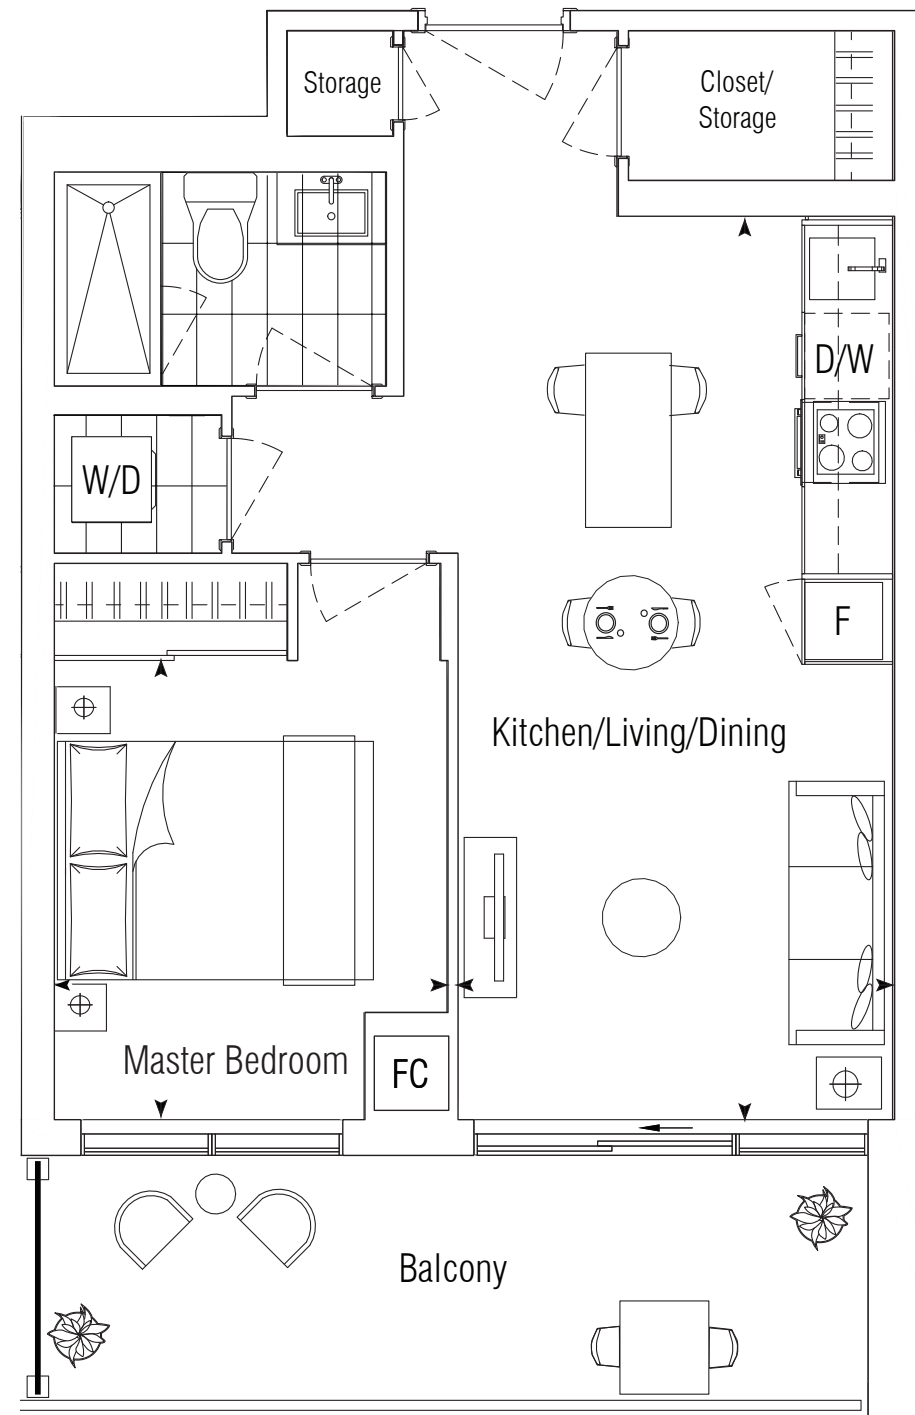 Storage
Closet/
Storage
D/W
W/D
F
Kitchen/Living/Dining
Master Bedroom
FC
Balcony